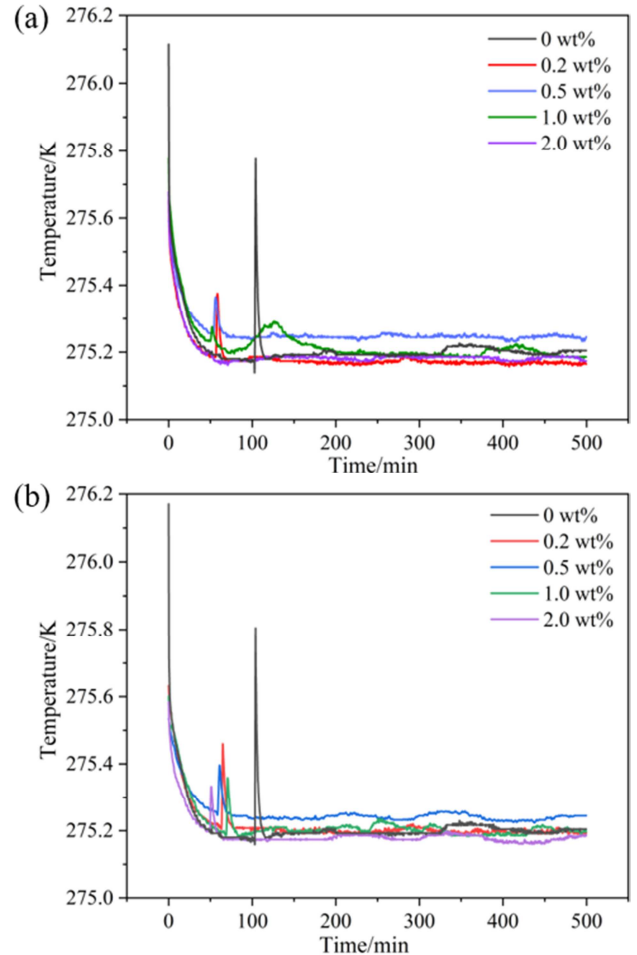 (a)
276.2
276.0
275.8
275.6
275.4
275.2
275.0
Temperature/K
0 wt%
0.2 wt%
0.5 wt%
1.0 wt%
2.0 wt%
0 100 200 300 400 500
Time/min
(b)
276.2
276.0
275.8
275.6
275.4
275.2
275.0
Temperature/K
0 wt%
0.2 wt%
0.5 wt%
1.0 wt%
2.0 wt%
0 100 200 300 400 500
Time/min